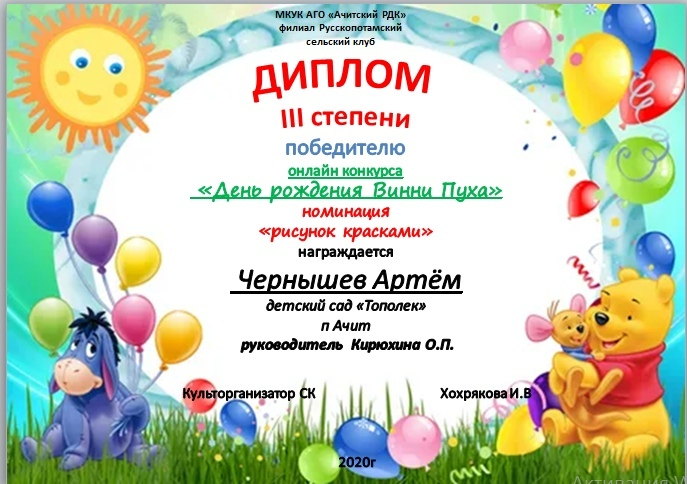 МКУК АГО «Ачитский РДК»
филиал Русскопотамский
сельский клуб
ДИПЛОМ
III степени
победителю
онлайн конкурса
«День рождения Винни Пуха»
номинация
«рисунок красками»
награждается
Чернышев Артём
детский сад «Тополек»
п Ачит
руководитель Кирюхина О.П.
Культорганизатор СК Хохрякова И.В
2020г
Активация W